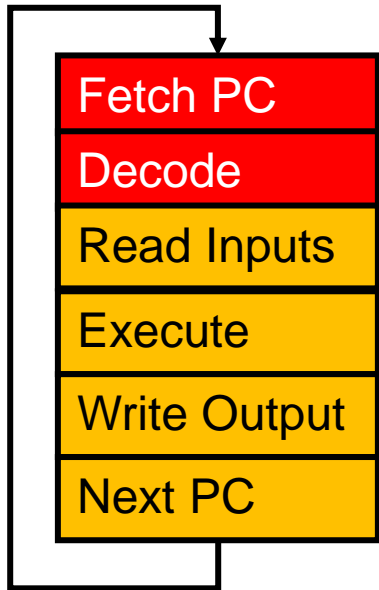 Fetch PC
Decode
Read Inputs
Execute
Write Output
Next PC